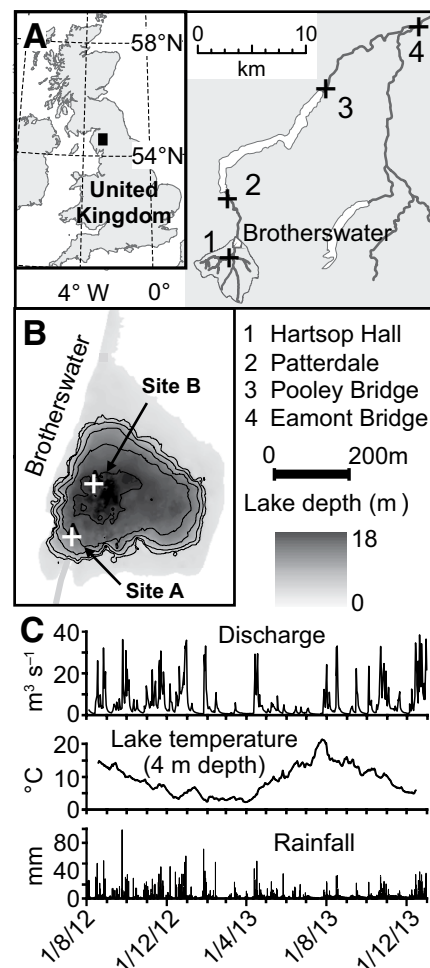 A
58°N
54°N
United
Kingdom
4° W
0°
0
10
km
4
3
2
Brotherswater
1
B
Brotherswater
Site B
Site A
1 Hartsop Hall
2 Patterdale
3 Pooley Bridge
4 Eamont Bridge
0
200m
Lake depth (m)
18
0
C
Discharge
m³ s⁻¹
40
20
0
Lake temperature
(4 m depth)
°C
20
10
0
Rainfall
mm
80
40
0
1/8/12
1/12/12
1/4/13
1/8/13
1/12/13